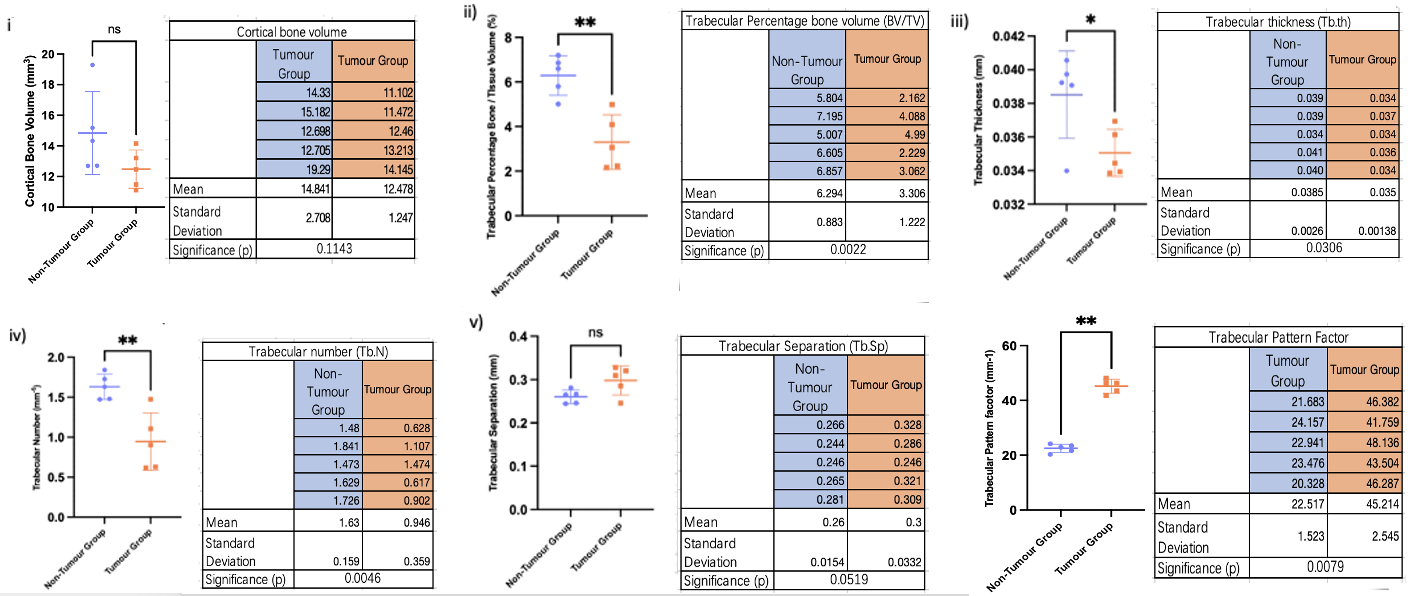 i
ns
Cortical Bone Volume (mm³)
20
18
16
14
12
10
Non-Tumour Group
Tumour Group
Cortical bone volume
Tumour Group
Tumour Group
14.33 11.102
15.182 11.472
12.698 12.46
12.705 13.213
19.29 14.145
Mean 14.841 12.478
Standard Deviation 2.708 1.247
Significance (p) 0.1143
ii)
**
Trabecular Percentage Bone / Tissue Volume (%)
8
6
4
2
0
Non-Tumour Group
Tumour Group
Trabecular Percentage bone volume (BV/TV)
Non-Tumour Group
Tumour Group
5.804 2.162
7.195 4.088
5.007 4.99
6.605 2.229
6.857 3.062
Mean 6.294 3.306
Standard Deviation 0.883 1.222
Significance (p) 0.0022
iii)
*
Trabecular Thickness (mm)
0.042
0.040
0.038
0.036
0.034
0.032
Non-Tumour Group
Tumour Group
Trabecular thickness (Tb.th)
Non-Tumour Group
Tumour Group
0.039 0.034
0.039 0.037
0.034 0.034
0.041 0.036
0.040 0.034
Mean 0.0385 0.035
Standard Deviation 0.0026 0.00138
Significance (p) 0.0306
iv)
**
Trabecular Number (mm⁻¹)
2.0
1.5
1.0
0.5
0.0
Non-Tumour Group
Tumour Group
Trabecular number (Tb.N)
Non-Tumour Group
Tumour Group
1.48 0.628
1.841 1.107
1.473 1.474
1.629 0.617
1.726 0.902
Mean 1.63 0.946
Standard Deviation 0.159 0.359
Significance (p) 0.0046
v)
ns
Trabecular Separation (mm)
0.4
0.3
0.2
0.1
0.0
Non-Tumour Group
Tumour Group
Trabecular Separation (Tb.Sp)
Non-Tumour Group
Tumour Group
0.266 0.328
0.244 0.286
0.246 0.246
0.265 0.321
0.281 0.309
Mean 0.26 0.3
Standard Deviation 0.0154 0.0332
Significance (p) 0.0519
**
Trabecular Pattern facotor (mm-1)
60
40
20
0
Non-Tumour Group
Tumour Group
Trabecular Pattern Factor
Tumour Group
Tumour Group
21.683 46.382
24.157 41.759
22.941 48.136
23.476 43.504
20.328 46.287
Mean 22.517 45.214
Standard Deviation 1.523 2.545
Significance (p) 0.0079